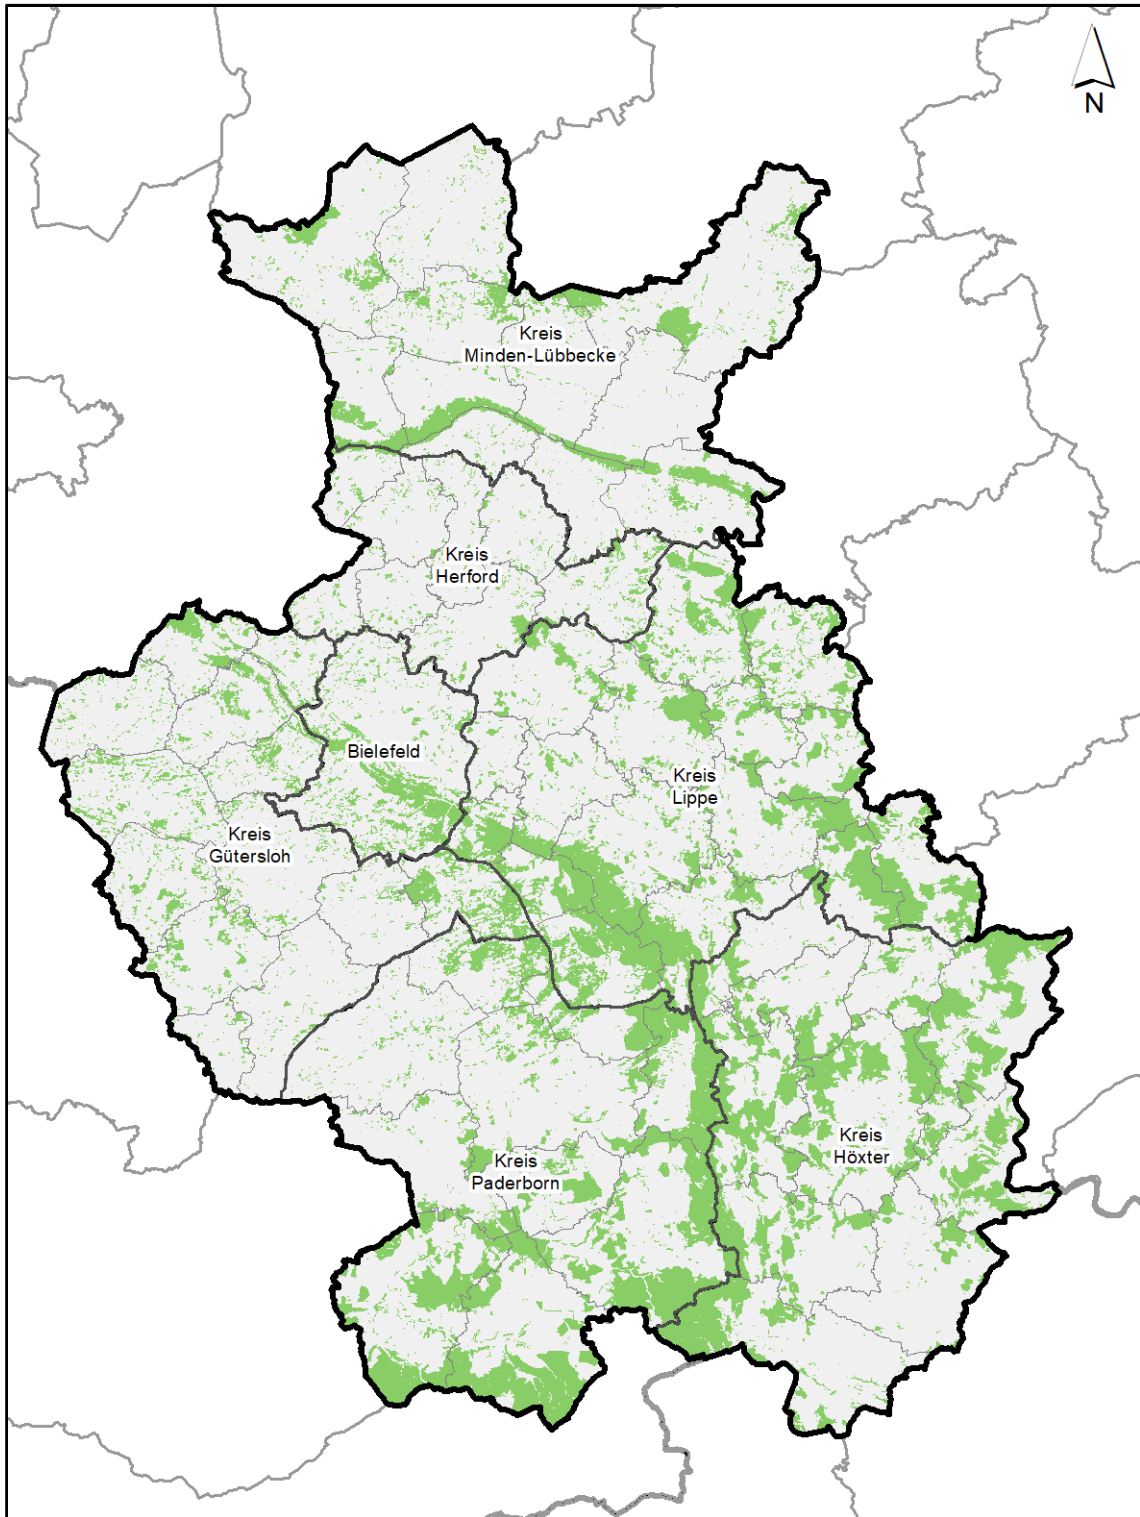 N
Kreis
Minden-Lübbecke
Kreis
Herford
Bielefeld
Kreis
Lippe
Kreis
Gütersloh
Kreis
Höxter
Kreis
Paderborn